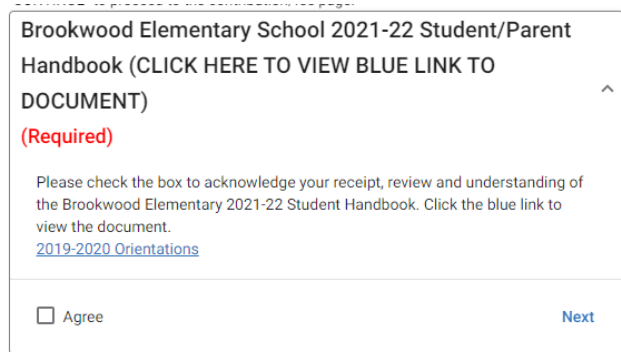 Brookwood Elementary School 2021-22 Student/Parent
Handbook (CLICK HERE TO VIEW BLUE LINK TO
DOCUMENT)
(Required)
Please check the box to acknowledge your receipt, review and understanding of
the Brookwood Elementary 2021-22 Student Handbook. Click the blue link to
view the document.
2019-2020 Orientations
Agree
Next